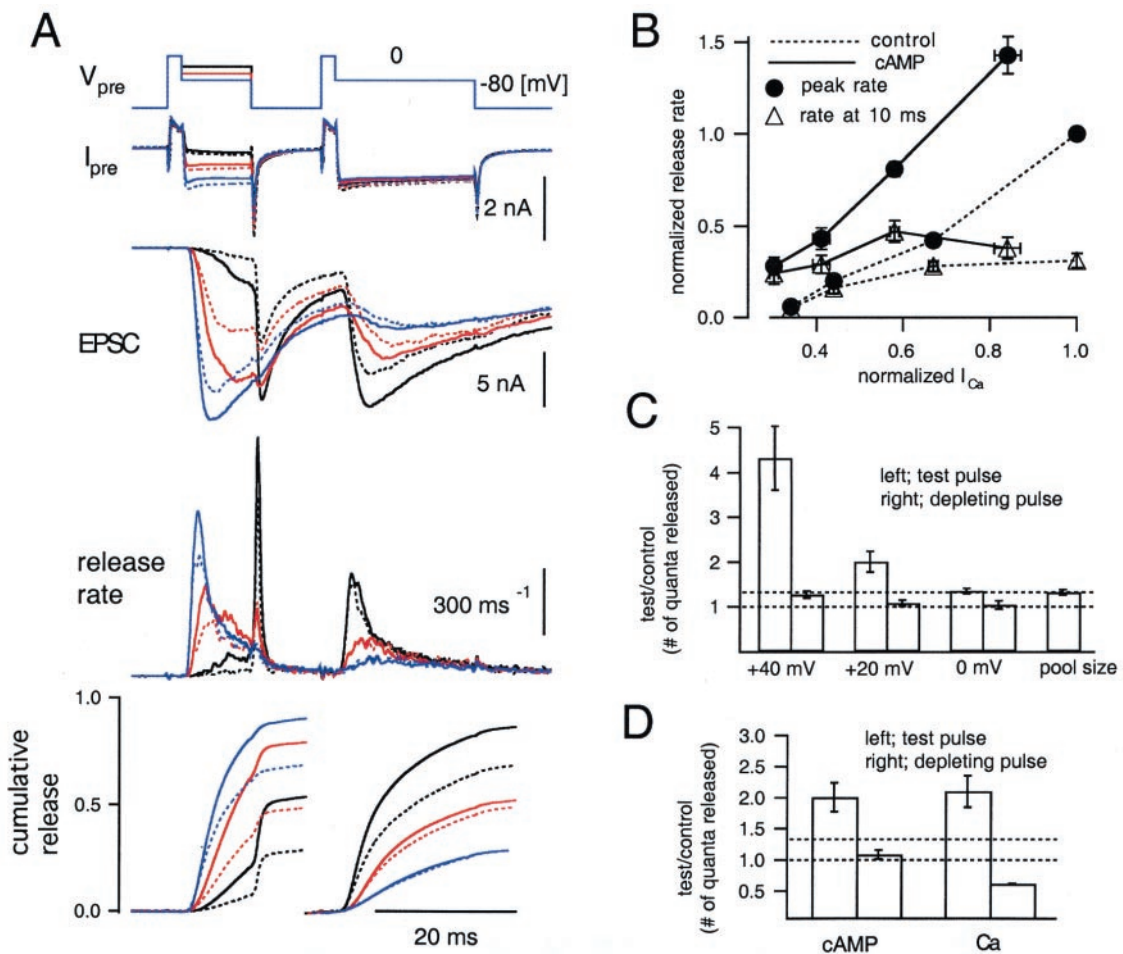 A
V pre
0
-80 [mV]
I pre
2 nA
EPSC
5 nA
release
rate
300 ms -1
1.0
cumulative
release
0.5
0.0
20 ms
B
1.5
control
cAMP
peak rate
rate at 10 ms
1.0
normalized release rate
0.5
0.0
0.4
0.6
0.8
1.0
normalized I Ca
C
5
4
3
2
1
test/control
(# of quanta released)
left; test pulse
right; depleting pulse
+40 mV
+20 mV
0 mV
pool size
D
3.0
2.5
2.0
1.5
1.0
0.5
test/control
(# of quanta released)
left; test pulse
right; depleting pulse
cAMP
Ca